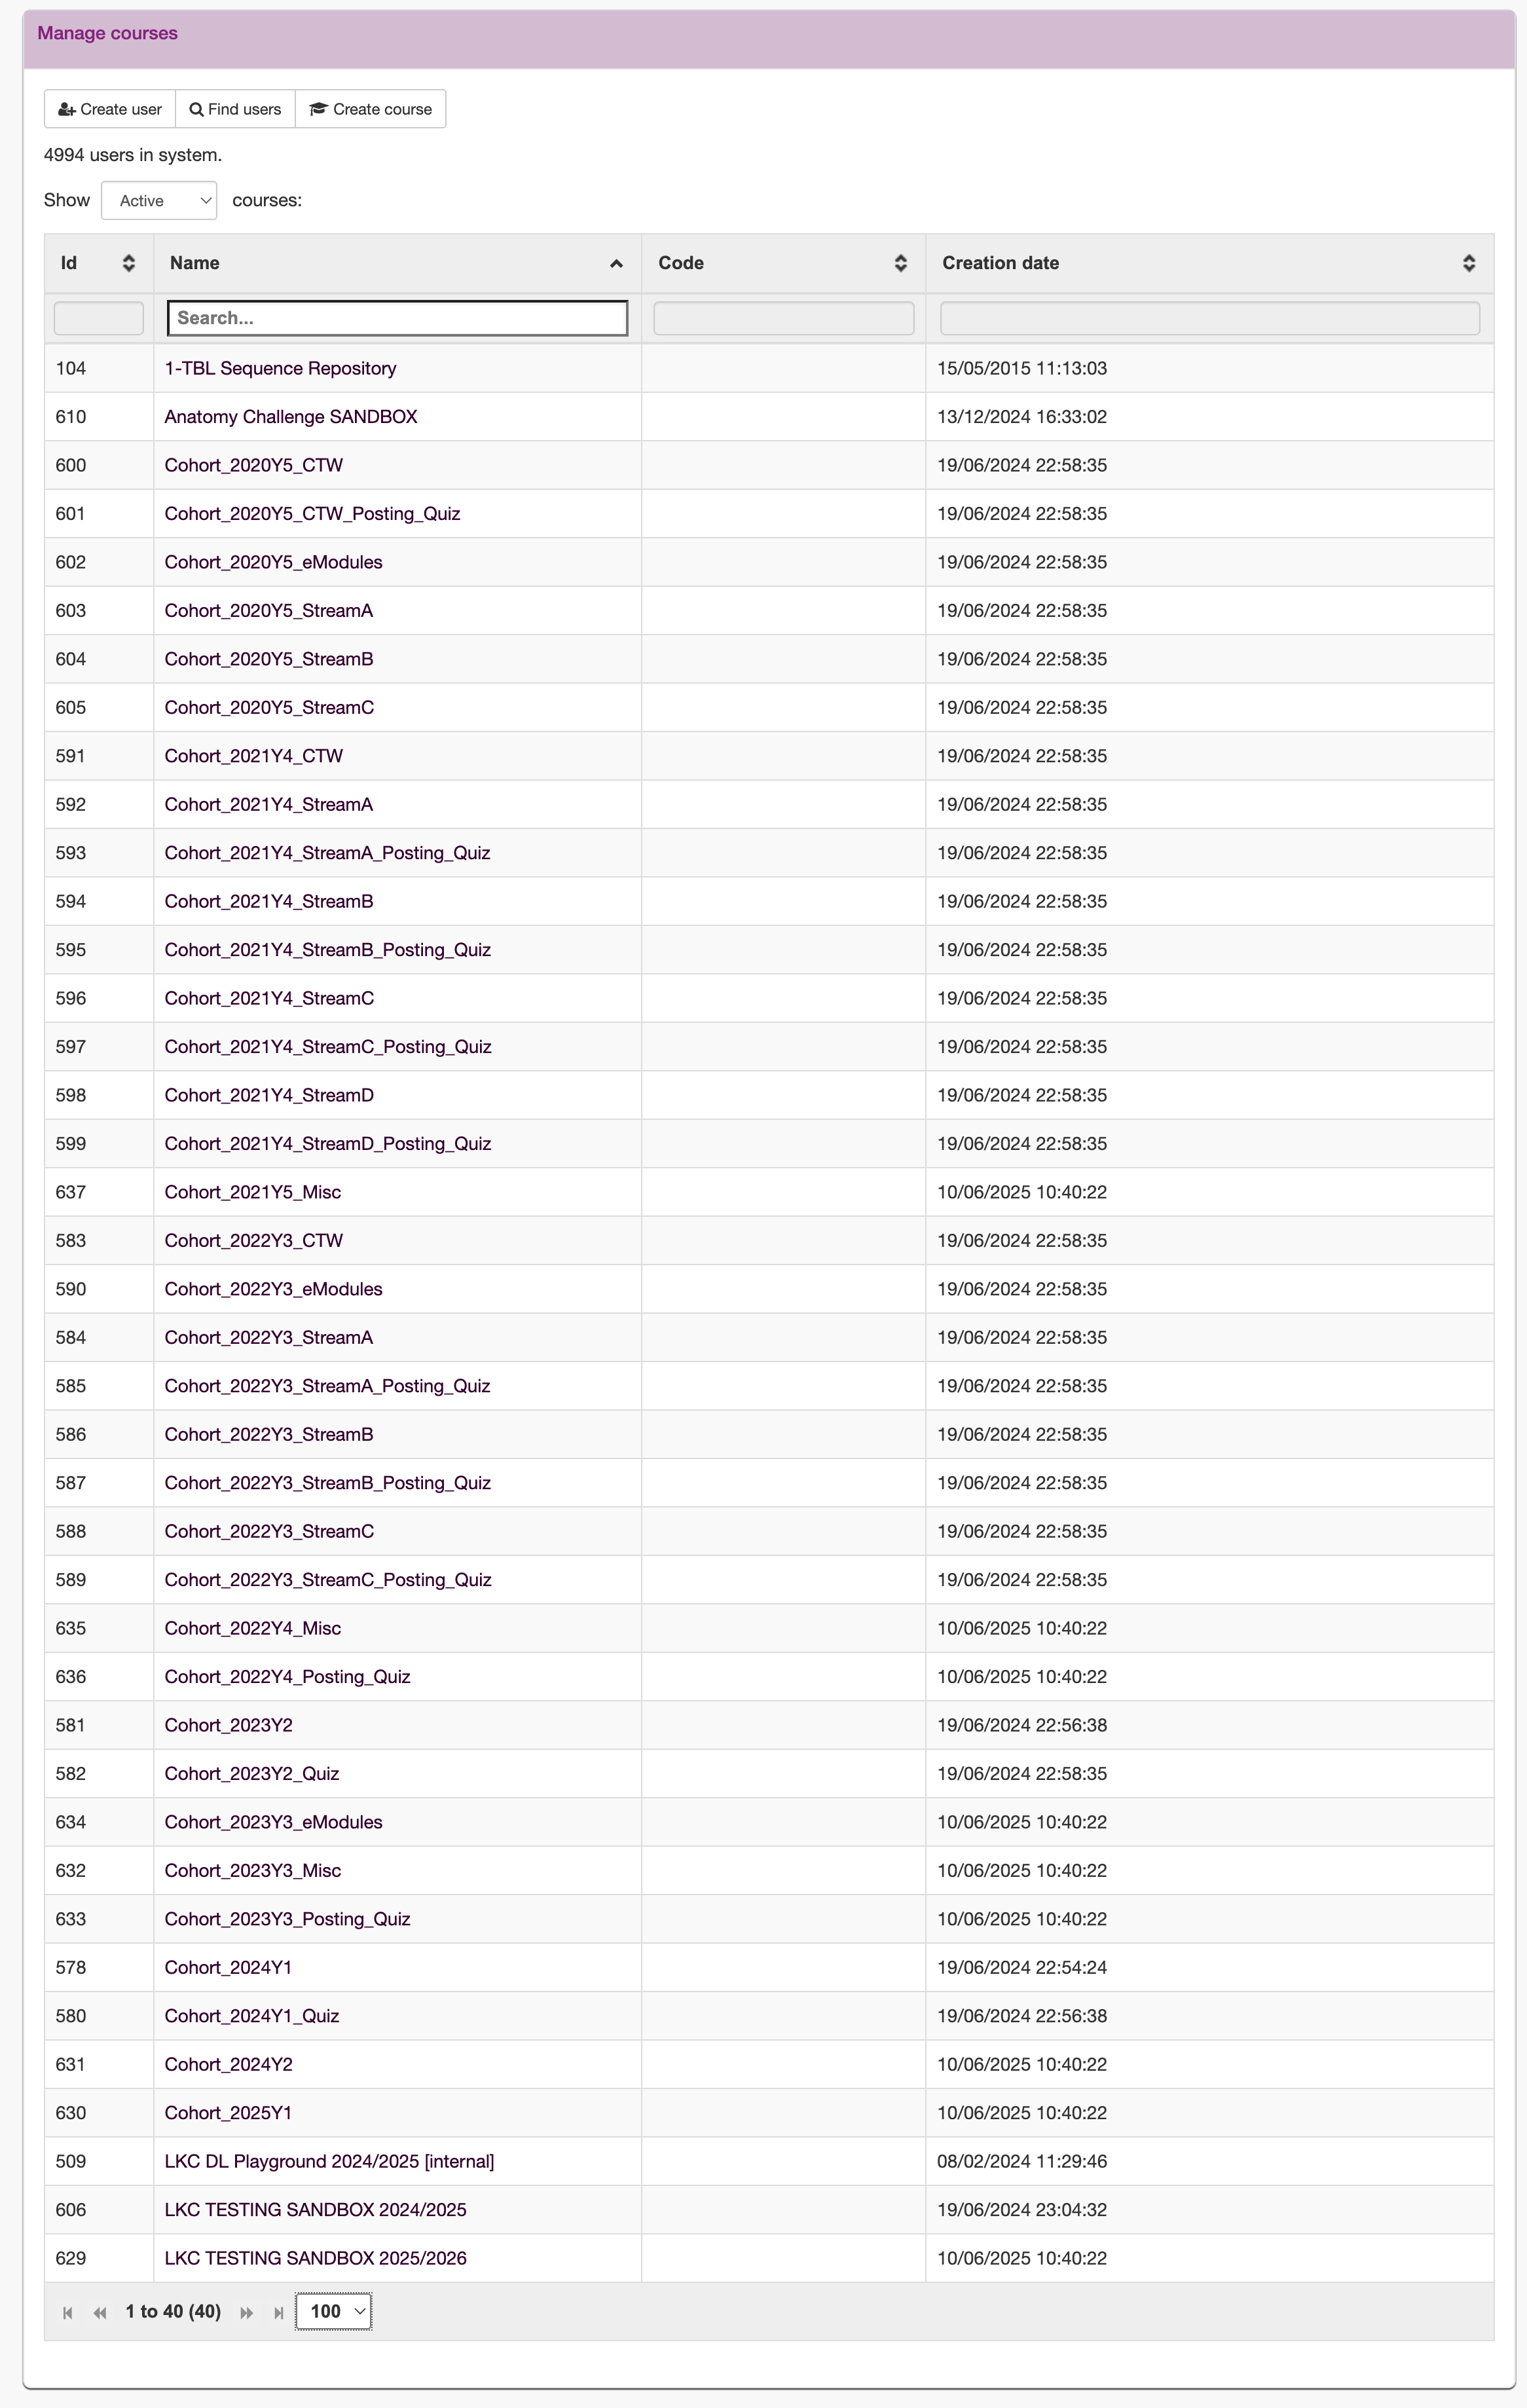 Manage courses
Create user Find users Create course
4994 users in system.
Show Active courses:
Id Name Code Creation date
Search...
104 1-TBL Sequence Repository 15/05/2015 11:13:03
610 Anatomy Challenge SANDBOX 13/12/2024 16:33:02
600 Cohort_2020Y5_CTW 19/06/2024 22:58:35
601 Cohort_2020Y5_CTW_Posting_Quiz 19/06/2024 22:58:35
602 Cohort_2020Y5_eModules 19/06/2024 22:58:35
603 Cohort_2020Y5_StreamA 19/06/2024 22:58:35
604 Cohort_2020Y5_StreamB 19/06/2024 22:58:35
605 Cohort_2020Y5_StreamC 19/06/2024 22:58:35
591 Cohort_2021Y4_CTW 19/06/2024 22:58:35
592 Cohort_2021Y4_StreamA 19/06/2024 22:58:35
593 Cohort_2021Y4_StreamA_Posting_Quiz 19/06/2024 22:58:35
594 Cohort_2021Y4_StreamB 19/06/2024 22:58:35
595 Cohort_2021Y4_StreamB_Posting_Quiz 19/06/2024 22:58:35
596 Cohort_2021Y4_StreamC 19/06/2024 22:58:35
597 Cohort_2021Y4_StreamC_Posting_Quiz 19/06/2024 22:58:35
598 Cohort_2021Y4_StreamD 19/06/2024 22:58:35
599 Cohort_2021Y4_StreamD_Posting_Quiz 19/06/2024 22:58:35
637 Cohort_2021Y5_Misc 10/06/2025 10:40:22
583 Cohort_2022Y3_CTW 19/06/2024 22:58:35
590 Cohort_2022Y3_eModules 19/06/2024 22:58:35
584 Cohort_2022Y3_StreamA 19/06/2024 22:58:35
585 Cohort_2022Y3_StreamA_Posting_Quiz 19/06/2024 22:58:35
586 Cohort_2022Y3_StreamB 19/06/2024 22:58:35
587 Cohort_2022Y3_StreamB_Posting_Quiz 19/06/2024 22:58:35
588 Cohort_2022Y3_StreamC 19/06/2024 22:58:35
589 Cohort_2022Y3_StreamC_Posting_Quiz 19/06/2024 22:58:35
635 Cohort_2022Y4_Misc 10/06/2025 10:40:22
636 Cohort_2022Y4_Posting_Quiz 10/06/2025 10:40:22
581 Cohort_2023Y2 19/06/2024 22:56:38
582 Cohort_2023Y2_Quiz 19/06/2024 22:58:35
634 Cohort_2023Y3_eModules 10/06/2025 10:40:22
632 Cohort_2023Y3_Misc 10/06/2025 10:40:22
633 Cohort_2023Y3_Posting_Quiz 10/06/2025 10:40:22
578 Cohort_2024Y1 19/06/2024 22:54:24
580 Cohort_2024Y1_Quiz 19/06/2024 22:56:38
631 Cohort_2024Y2 10/06/2025 10:40:22
630 Cohort_2025Y1 10/06/2025 10:40:22
509 LKC DL Playground 2024/2025 [internal] 08/02/2024 11:29:46
606 LKC TESTING SANDBOX 2024/2025 19/06/2024 23:04:32
629 LKC TESTING SANDBOX 2025/2026 10/06/2025 10:40:22
1 to 40 (40) 100